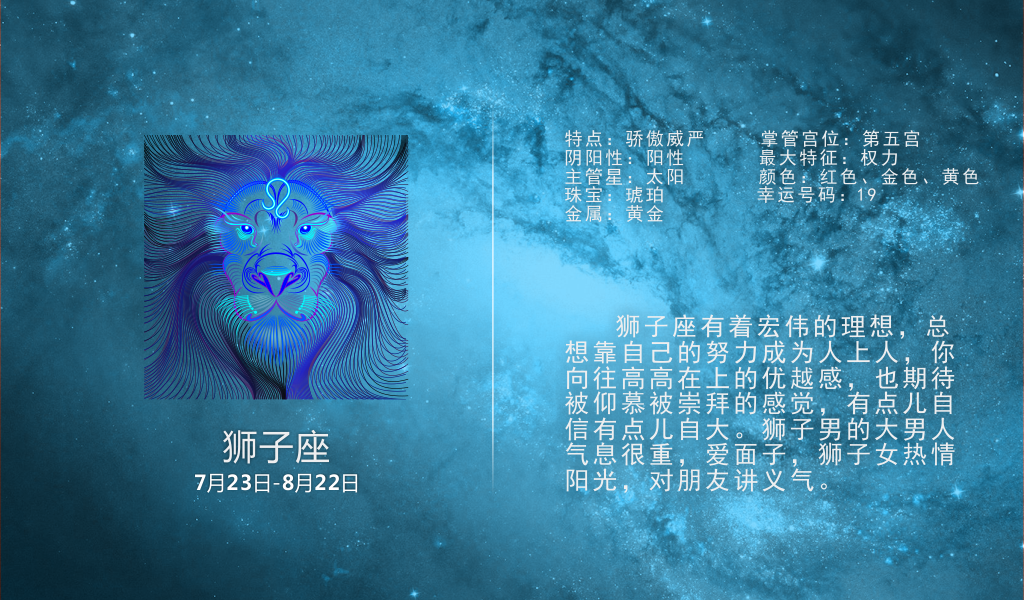 狮子座
7月23日-8月22日
特点：骄傲威严
阴阳性：阳性
主管星：太阳
珠宝：琥珀
金属：黄金
掌管宫位：第五宫
最大特征：权力
颜色：红色、金色、黄色
幸运号码：19
狮子座有着宏伟的理想，总
想靠自己的努力成为人上人，你
向往高高在上的优越感，也期待
被仰慕被崇拜的感觉，有点儿自
信有点儿自大。狮子男的大男人
气息很重，爱面子，狮子女热情
阳光，对朋友讲义气。